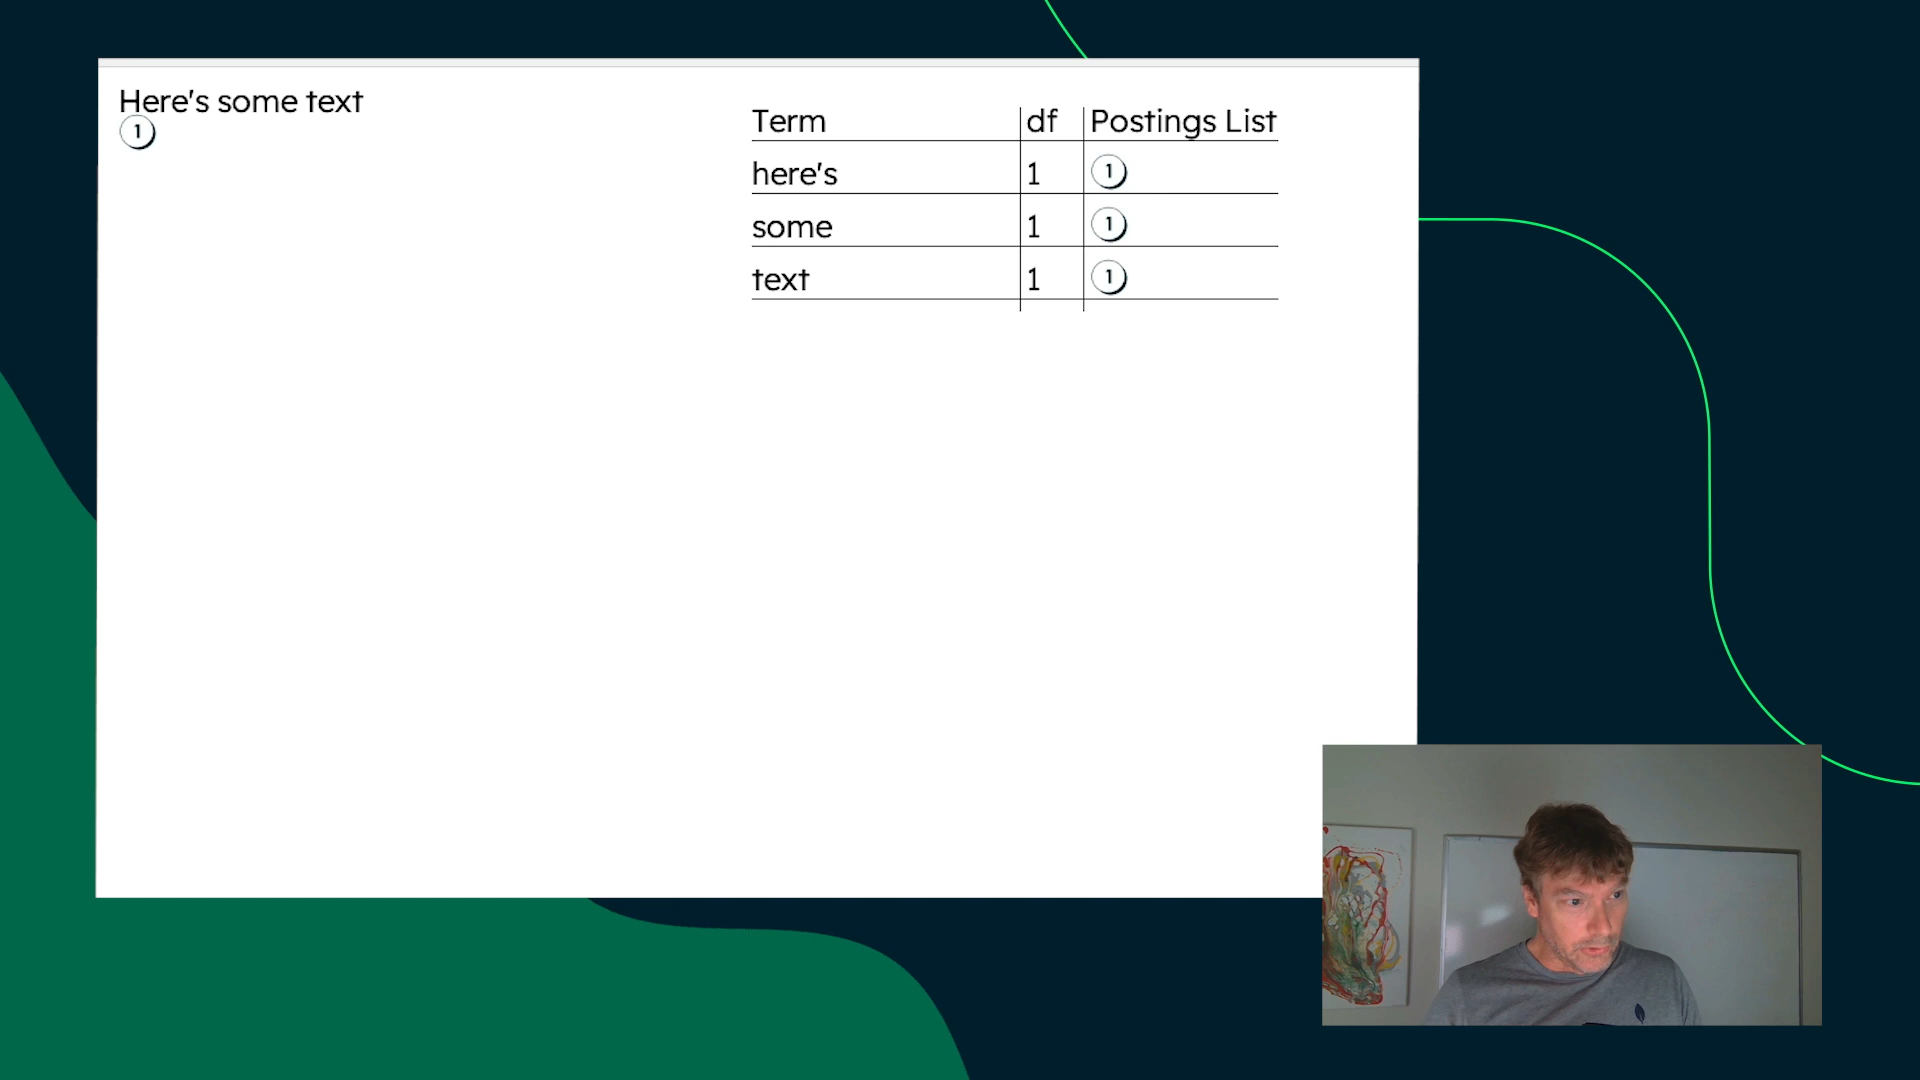 Here's some text
1
Term df Postings List
here's 1 1
some 1 1
text 1 1